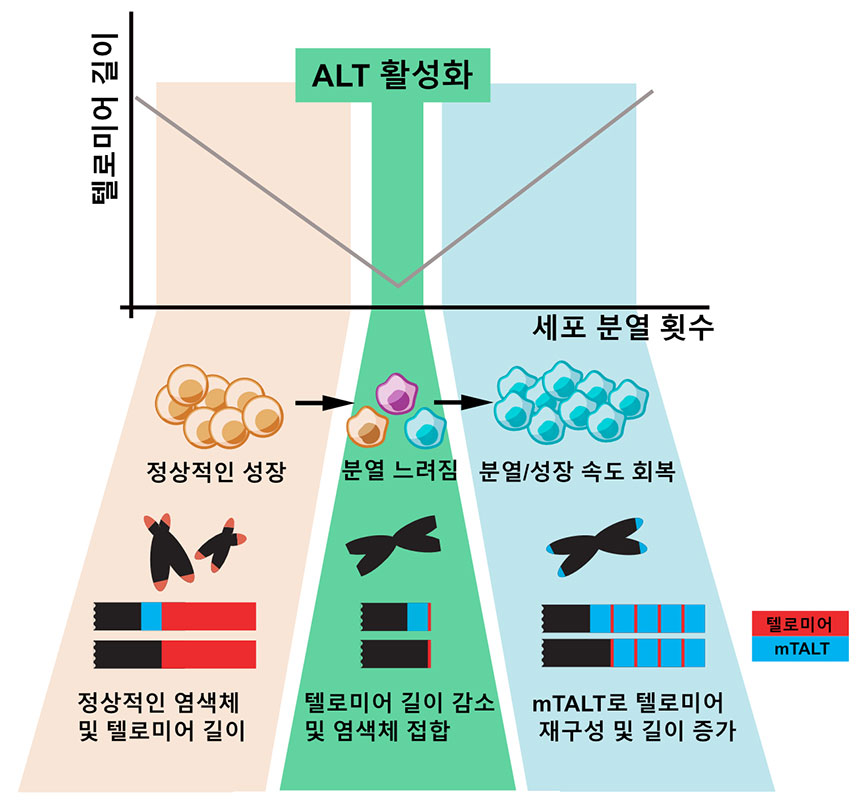 텔로미어 길이
ALT 활성화
세포 분열 횟수
정상적인 성장
분열 느려짐
분열/성장 속도 회복
텔로미어
mTALT
정상적인 염색체
및 텔로미어 길이
텔로미어 길이 감소
및 염색체 접합
mTALT로 텔로미어
재구성 및 길이 증가